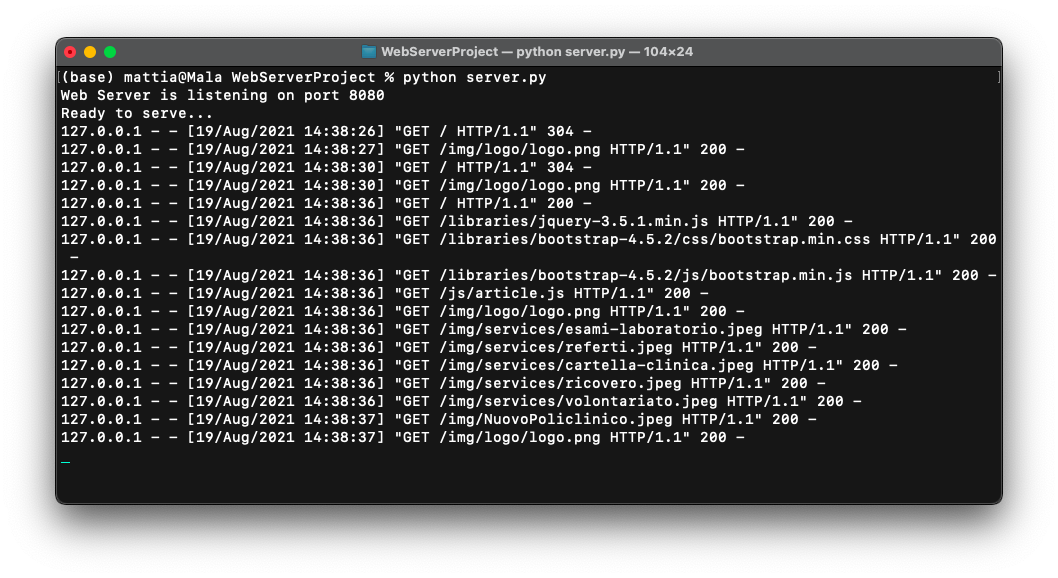 WebServerProject — python server.py — 104×24
(base) mattia@Mala WebServerProject % python server.py
Web Server is listening on port 8080
Ready to serve...
127.0.0.1 - - [19/Aug/2021 14:38:26] "GET / HTTP/1.1" 304 -
127.0.0.1 - - [19/Aug/2021 14:38:27] "GET /img/logo/logo.png HTTP/1.1" 200 -
127.0.0.1 - - [19/Aug/2021 14:38:30] "GET / HTTP/1.1" 304 -
127.0.0.1 - - [19/Aug/2021 14:38:30] "GET /img/logo/logo.png HTTP/1.1" 200 -
127.0.0.1 - - [19/Aug/2021 14:38:36] "GET / HTTP/1.1" 200 -
127.0.0.1 - - [19/Aug/2021 14:38:36] "GET /libraries/jquery-3.5.1.min.js HTTP/1.1" 200 -
127.0.0.1 - - [19/Aug/2021 14:38:36] "GET /libraries/bootstrap-4.5.2/css/bootstrap.min.css HTTP/1.1" 200
-
127.0.0.1 - - [19/Aug/2021 14:38:36] "GET /libraries/bootstrap-4.5.2/js/bootstrap.min.js HTTP/1.1" 200 -
127.0.0.1 - - [19/Aug/2021 14:38:36] "GET /js/article.js HTTP/1.1" 200 -
127.0.0.1 - - [19/Aug/2021 14:38:36] "GET /img/logo/logo.png HTTP/1.1" 200 -
127.0.0.1 - - [19/Aug/2021 14:38:36] "GET /img/services/esami-laboratorio.jpeg HTTP/1.1" 200 -
127.0.0.1 - - [19/Aug/2021 14:38:36] "GET /img/services/referti.jpeg HTTP/1.1" 200 -
127.0.0.1 - - [19/Aug/2021 14:38:36] "GET /img/services/cartella-clinica.jpeg HTTP/1.1" 200 -
127.0.0.1 - - [19/Aug/2021 14:38:36] "GET /img/services/ricovero.jpeg HTTP/1.1" 200 -
127.0.0.1 - - [19/Aug/2021 14:38:36] "GET /img/services/volontariato.jpeg HTTP/1.1" 200 -
127.0.0.1 - - [19/Aug/2021 14:38:37] "GET /img/NuovoPoliclinico.jpeg HTTP/1.1" 200 -
127.0.0.1 - - [19/Aug/2021 14:38:37] "GET /img/logo/logo.png HTTP/1.1" 200 -